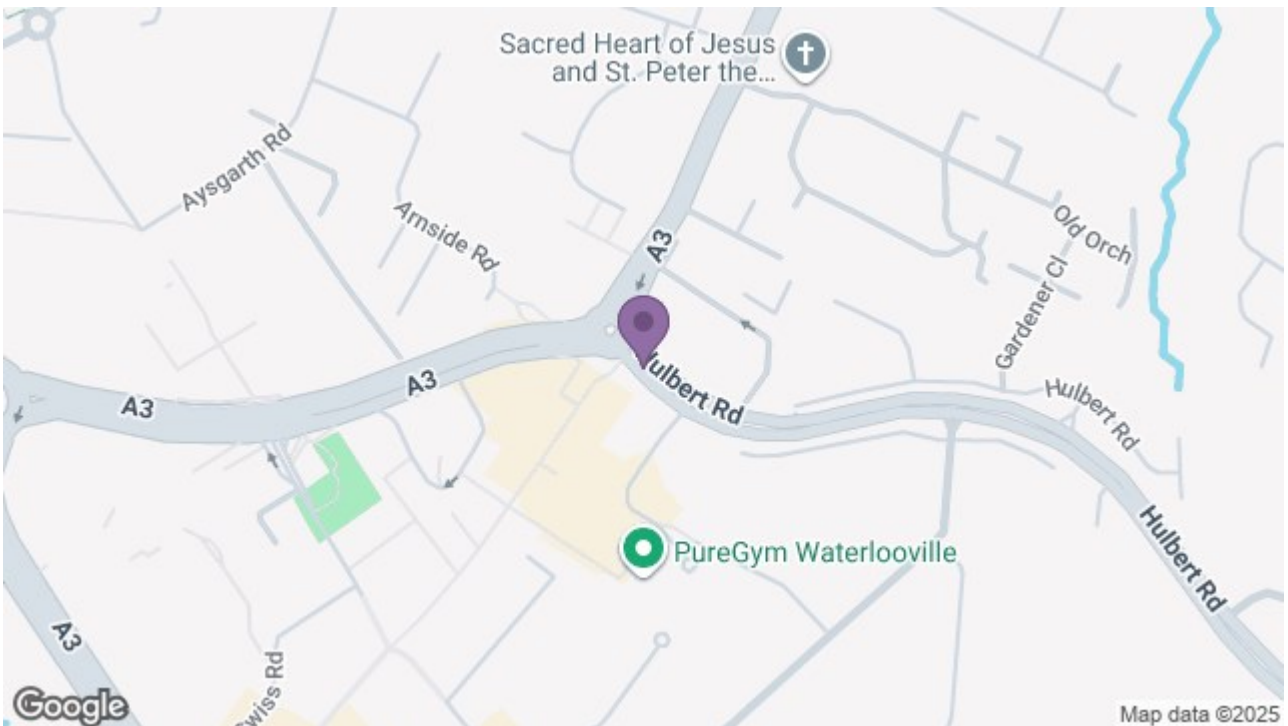 Sacred Heart of Jesus
and St. Peter the...
Aysgarth Rd
Arnside Rd
A3
Old Orch
Gardener Cl
A3
A3
Hulbert Rd
Hulbert Rd
Hulbert Rd
PureGym Waterlooville
A3
Swiss Rd
Google
Map data ©2025